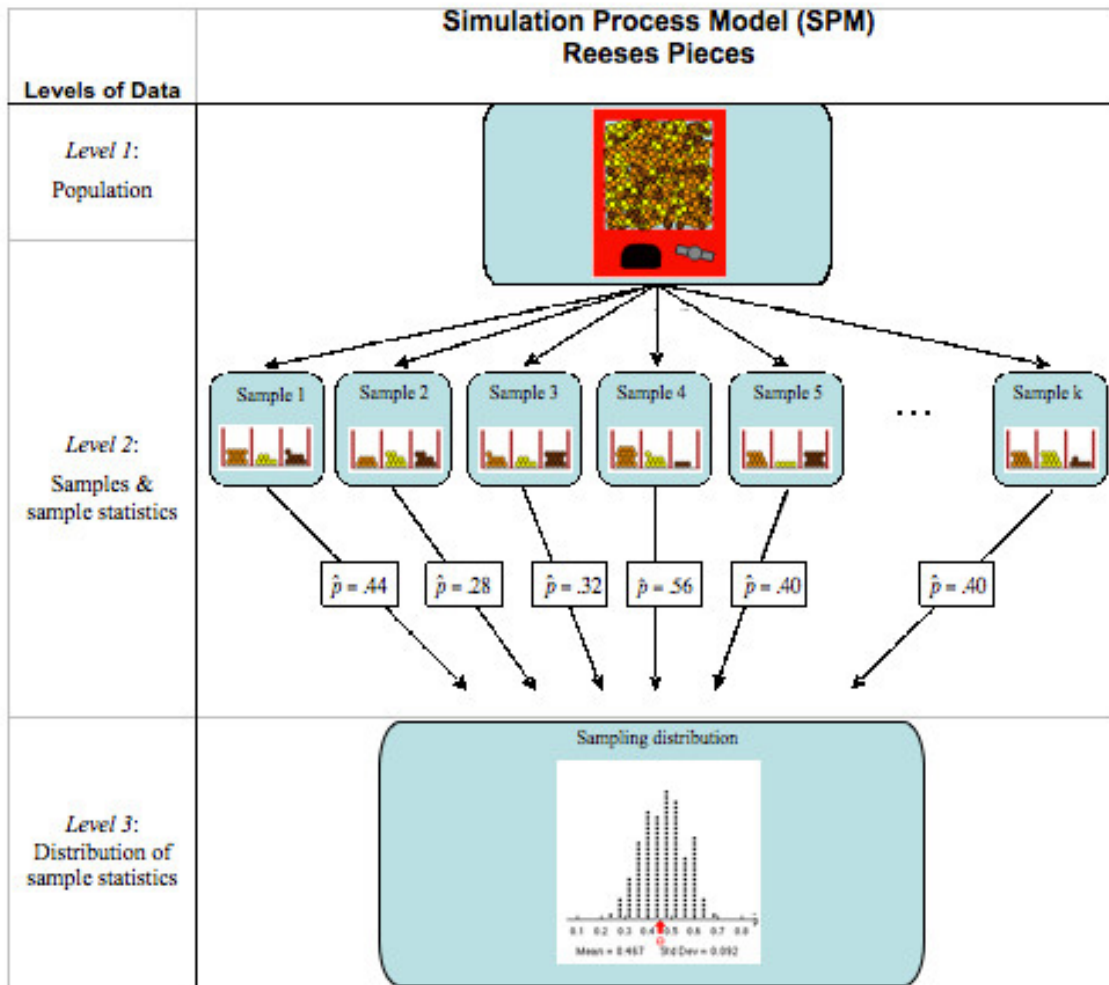 Simulation Process Model (SPM)
Reeses Pieces
Levels of Data
Level 1:
Population
Level 2:
Samples &
sample statistics
Sample 1
Sample 2
Sample 3
Sample 4
Sample 5
...
Sample k
p̂ = .44
p̂ = .28
p̂ = .32
p̂ = .56
p̂ = .40
p̂ = .40
Level 3:
Distribution of
sample statistics
Sampling distribution
0.1 0.2 0.3 0.4 0.5 0.6 0.7 0.8
Mean = 0.467 Std Dev = 0.092